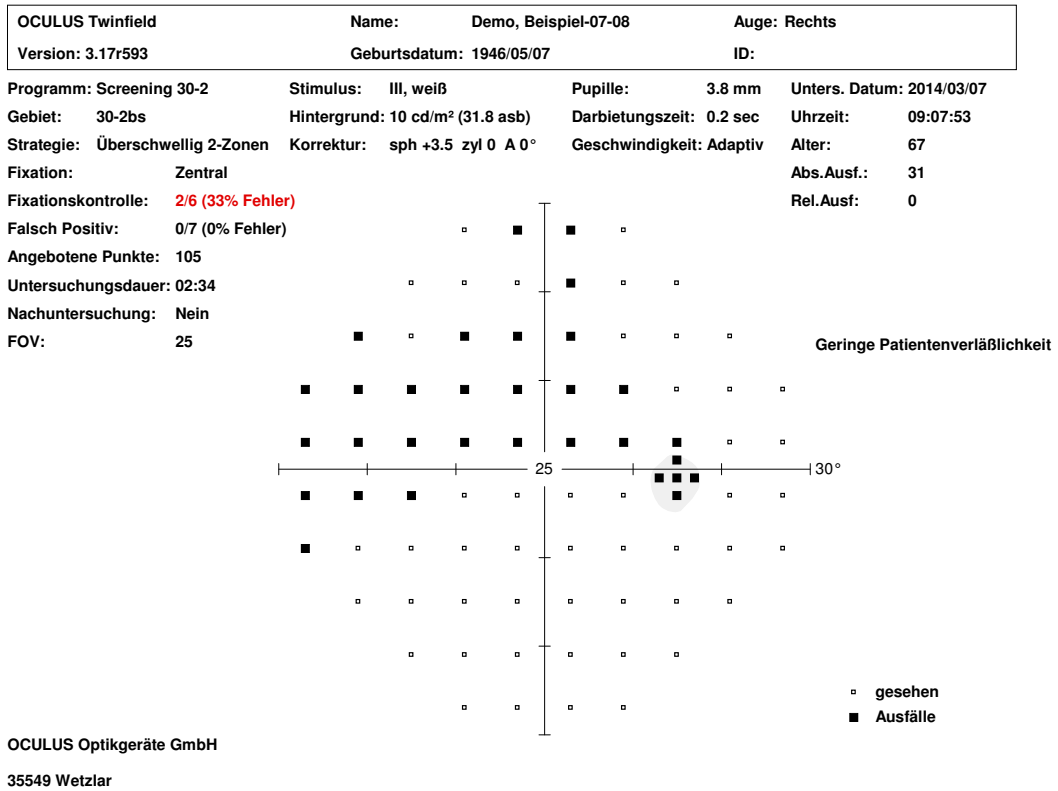 OCULUS Twinfield Name: Demo, Beispiel-07-08 Auge: Rechts
Version: 3.17r593 Geburtsdatum: 1946/05/07 ID:
Programm: Screening 30-2 Stimulus: III, weiß Pupille: 3.8 mm Unters. Datum: 2014/03/07
Gebiet: 30-2bs Hintergrund: 10 cd/m² (31.8 asb) Darbietungszeit: 0.2 sec Uhrzeit: 09:07:53
Strategie: Überschwellig 2-Zonen Korrektur: sph +3.5 zyl 0 A 0° Geschwindigkeit: Adaptiv Alter: 67
Fixation: Zentral Abs.Ausf.: 31
Fixationskontrolle: 2/6 (33% Fehler) Rel.Ausf: 0
Falsch Positiv: 0/7 (0% Fehler)
Angebotene Punkte: 105
Untersuchungsdauer: 02:34
Nachuntersuchung: Nein
FOV: 25 Geringe Patientenverläßlichkeit
25 30°
gesehen
Ausfälle
OCULUS Optikgeräte GmbH
35549 Wetzlar